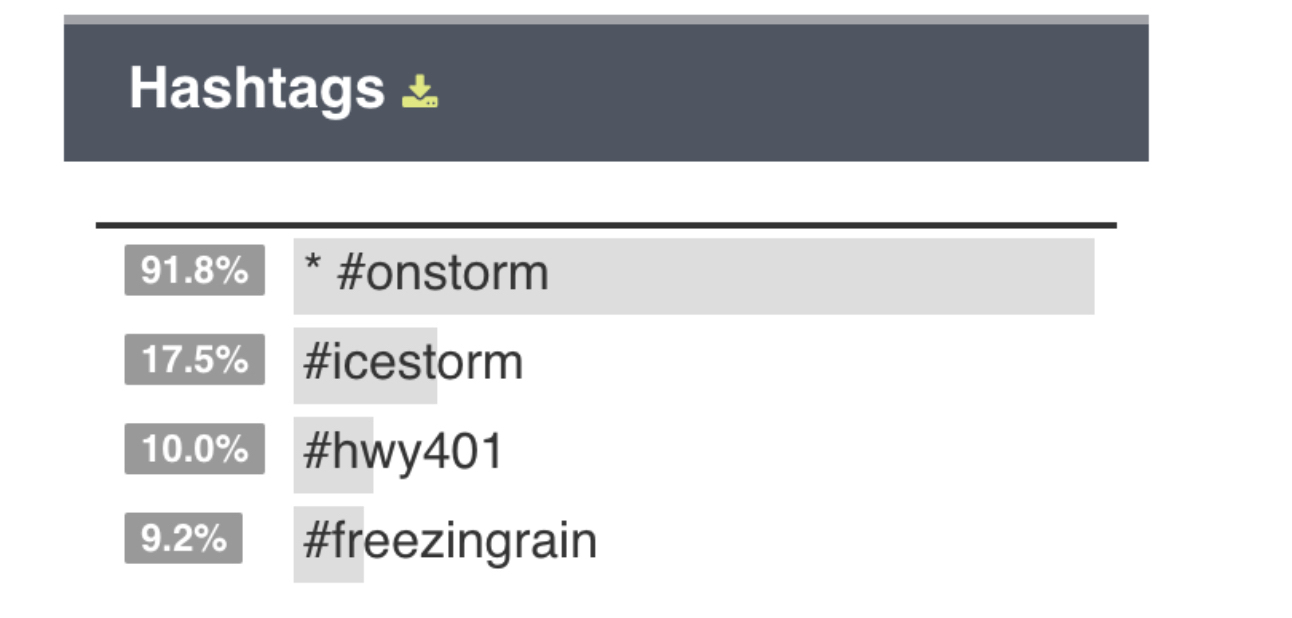 Hashtags
91.8% * #onstorm
17.5% #icestorm
10.0% #hwy401
9.2% #freezingrain